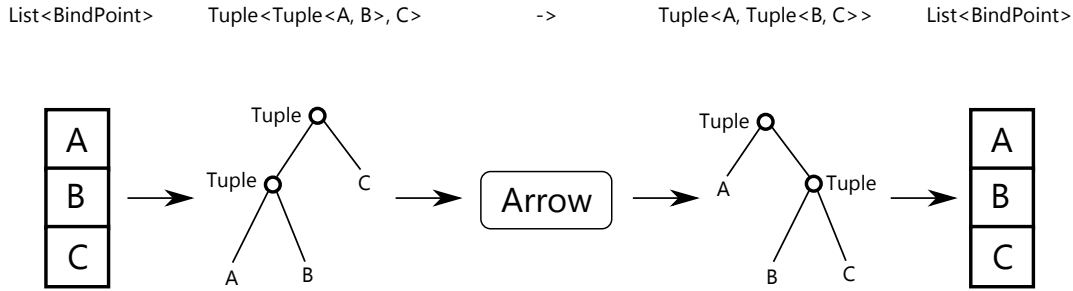 List<BindPoint> Tuple<Tuple<A, B>, C> -> Tuple<A, Tuple<B, C>> List<BindPoint>
A
B
C
Tuple
Tuple
C
A
B
Arrow
Tuple
A
Tuple
B
C
A
B
C